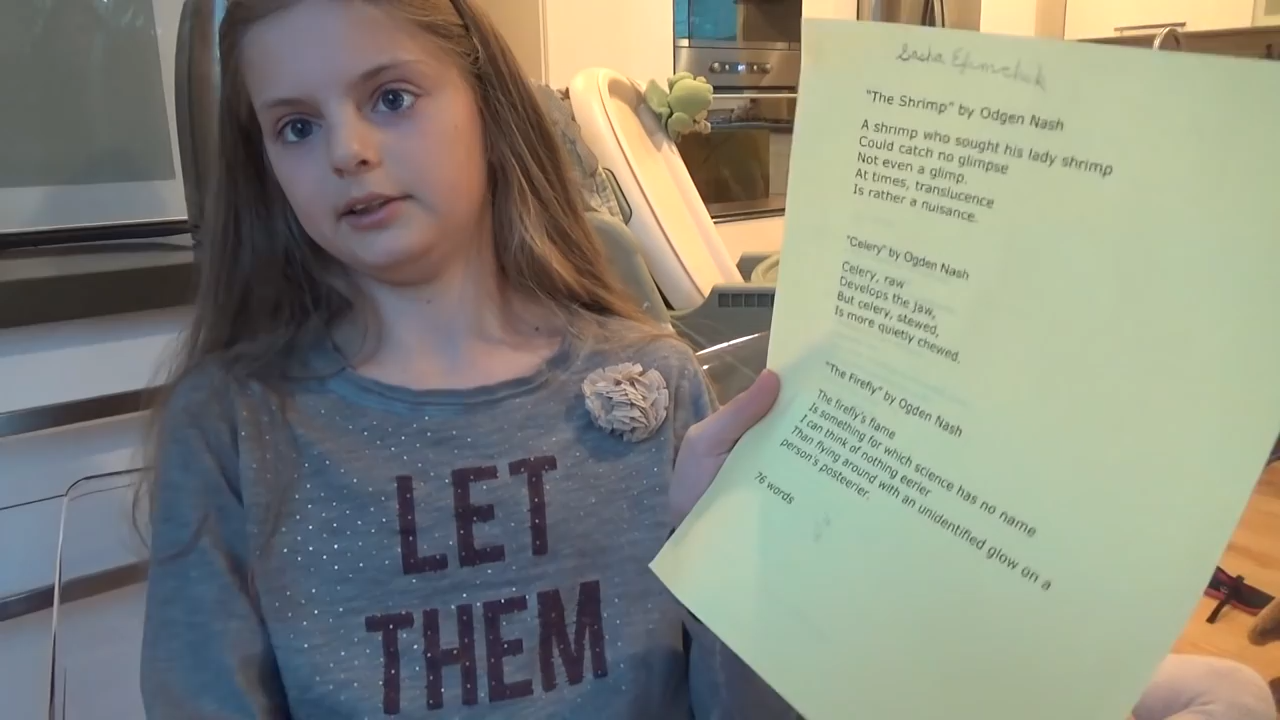 LET
THEM
Sasha Efimchuk
"The Shrimp" by Odgen Nash
A shrimp who sought his lady shrimp
Could catch no glimpse
Not even a glimp.
At times, translucence
Is rather a nuisance.
"Celery" by Ogden Nash
Celery, raw
Develops the jaw,
But celery, stewed,
Is more quietly chewed.
"The Firefly" by Ogden Nash
The firefly's flame
Is something for which science has no name
I can think of nothing eerier
Than flying around with an unidentified glow on a
person's posteerier.
76 words